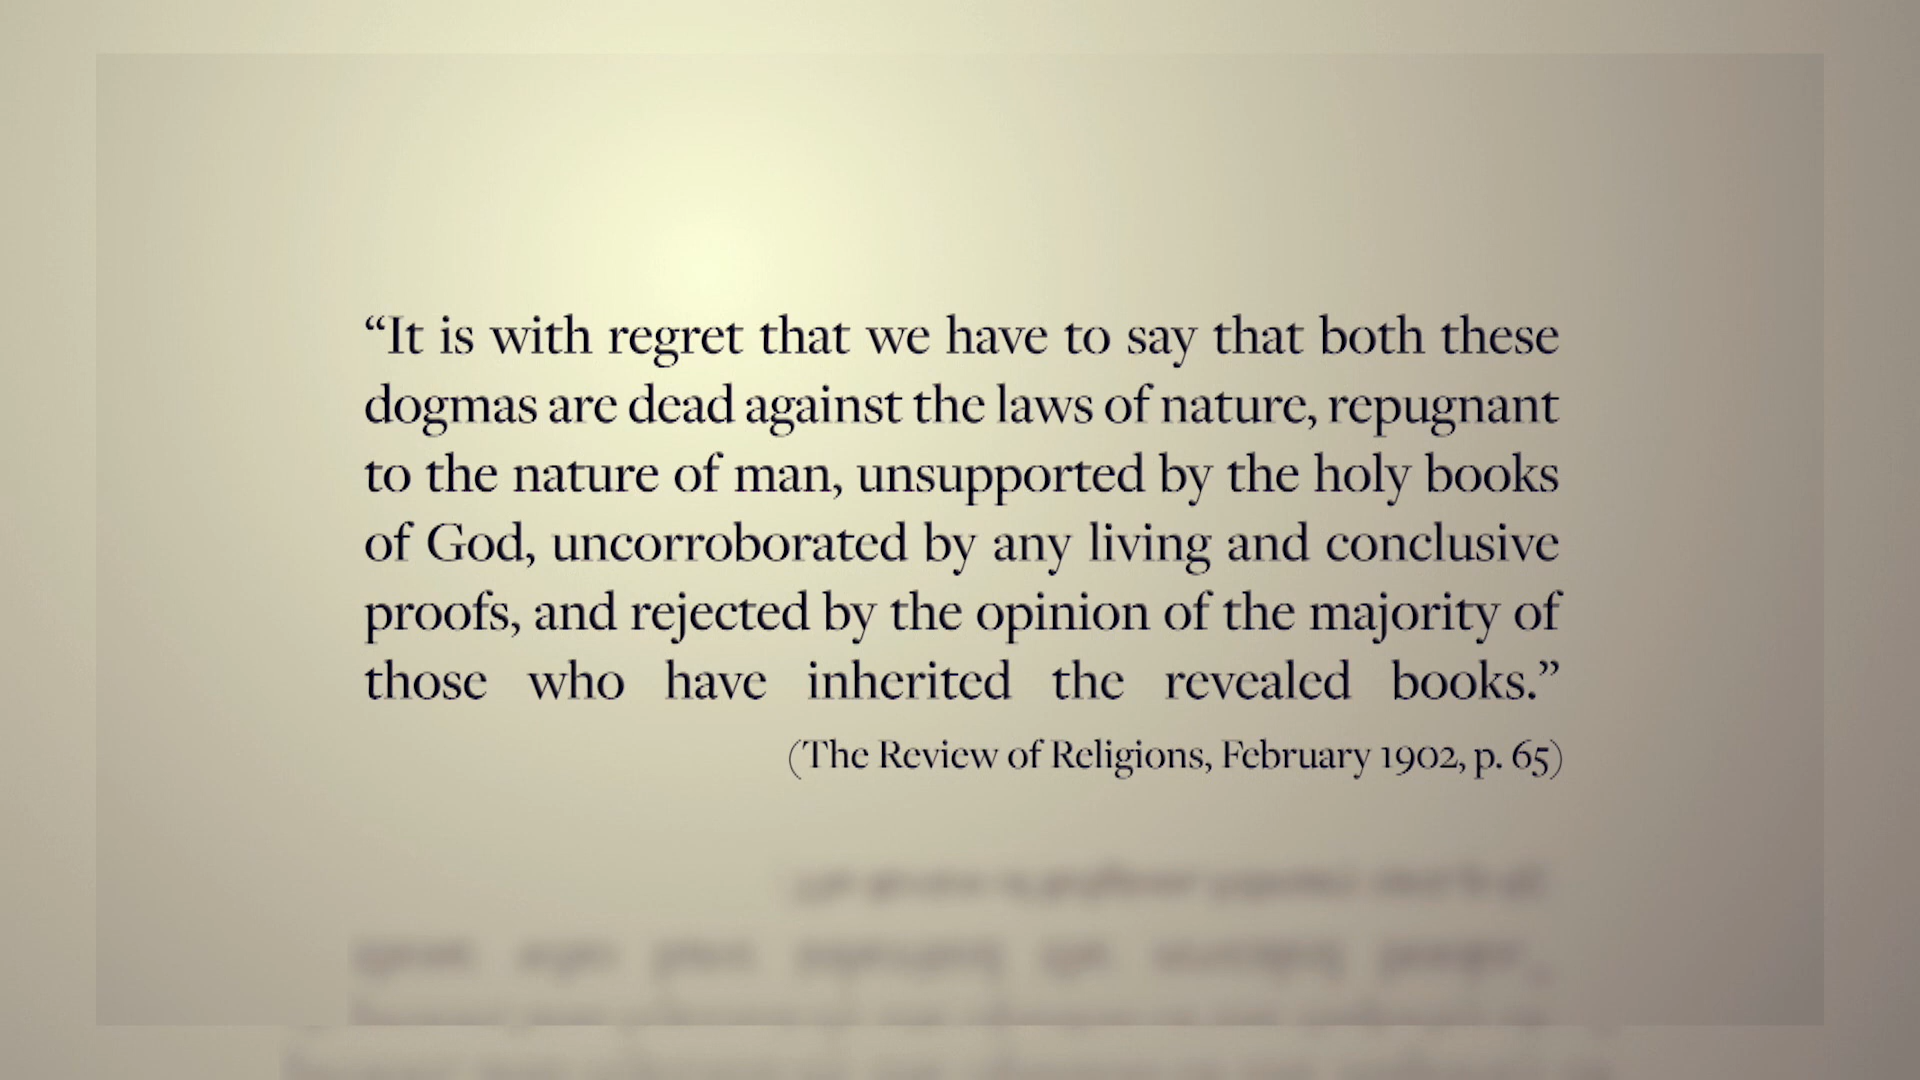 “It is with regret that we have to say that both these
dogmas are dead against the laws of nature, repugnant
to the nature of man, unsupported by the holy books
of God, uncorroborated by any living and conclusive
proofs, and rejected by the opinion of the majority of
those who have inherited the revealed books.”
(The Review of Religions, February 1902, p. 65)